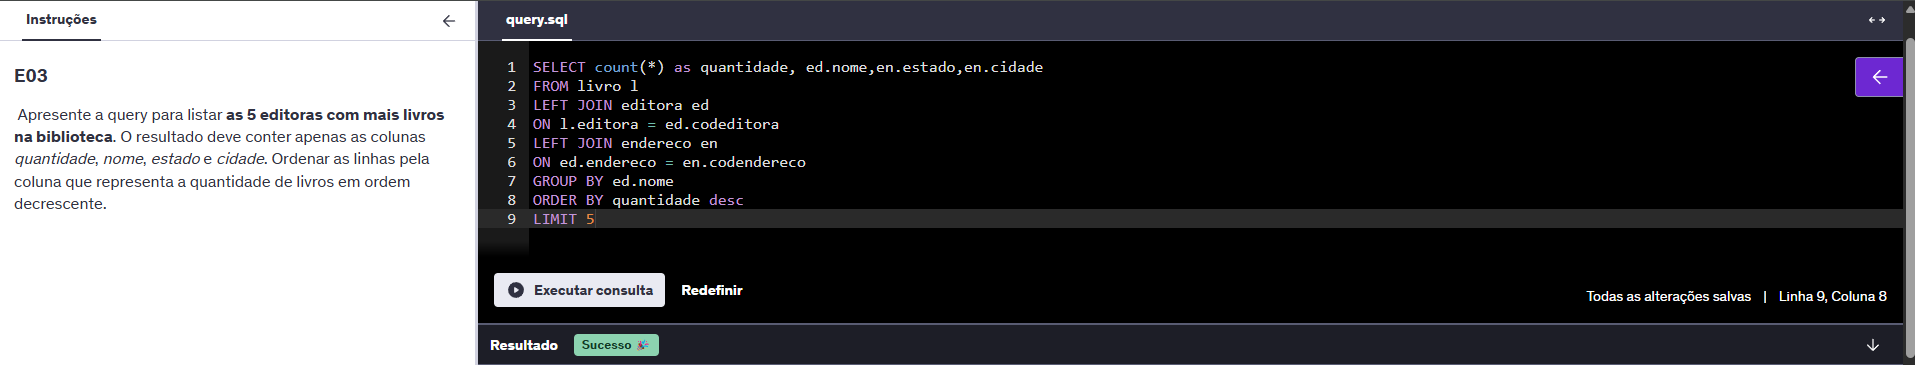 Instruções
E03
Apresente a query para listar as 5 editoras com mais livros
na biblioteca. O resultado deve conter apenas as colunas
quantidade, nome, estado e cidade. Ordenar as linhas pela
coluna que representa a quantidade de livros em ordem
decrescente.
query.sql
1 SELECT count(*) as quantidade, ed.nome,en.estado,en.cidade
2 FROM livro l
3 LEFT JOIN editora ed
4 ON l.editora = ed.codeditora
5 LEFT JOIN endereco en
6 ON ed.endereco = en.codendereco
7 GROUP BY ed.nome
8 ORDER BY quantidade desc
9 LIMIT 5
Executar consulta Redefinir
Todas as alterações salvas | Linha 9, Coluna 8
Resultado Sucesso 🎉